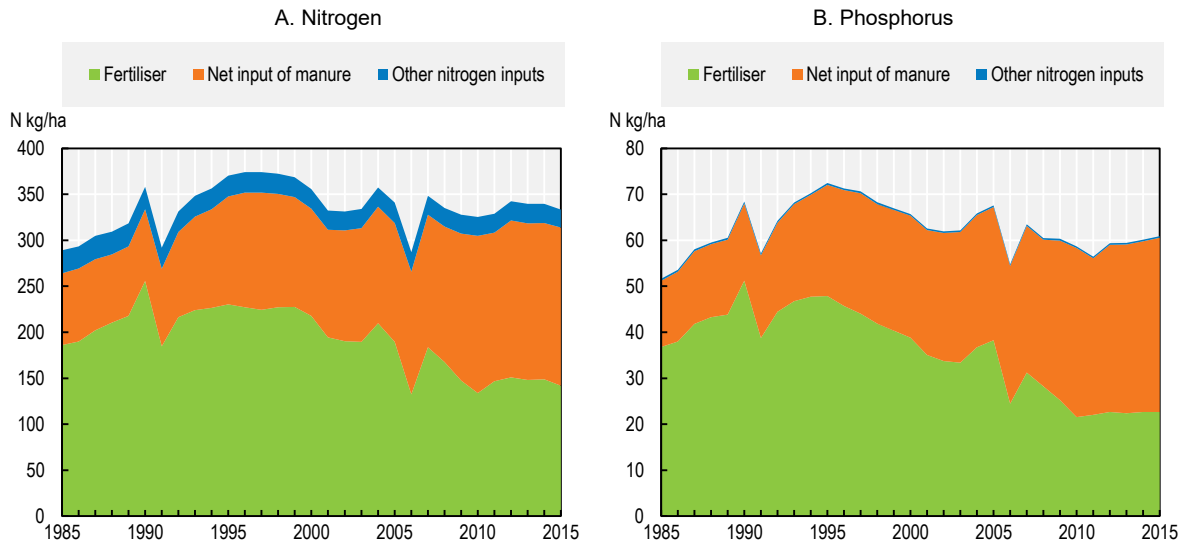 A. Nitrogen
Fertiliser Net input of manure Other nitrogen inputs
N kg/ha
400
350
300
250
200
150
100
50
0
1985 1990 1995 2000 2005 2010 2015
B. Phosphorus
Fertiliser Net input of manure Other nitrogen inputs
N kg/ha
80
70
60
50
40
30
20
10
0
1985 1990 1995 2000 2005 2010 2015